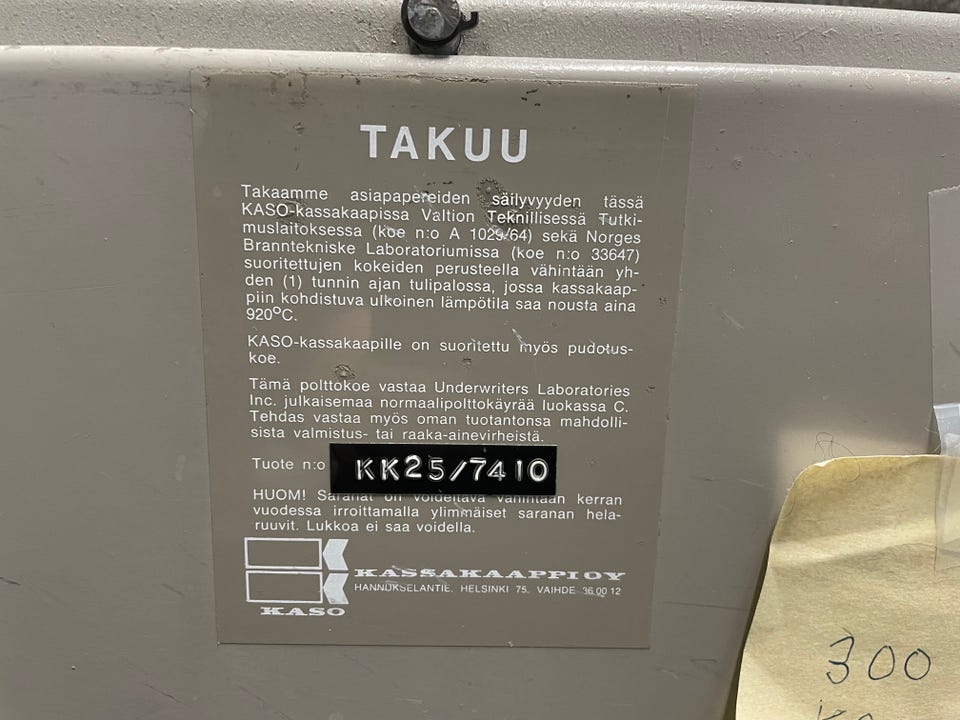 TAKUU
Takaamme asiapapereiden säilyvyyden tässä
KASO-kassakaapissa Valtion Teknillisessä Tutki-
muslaitoksessa (koe n:o A 1029/64) sekä Norges
Branntekniske Laboratoriumissa (koe n:o 33647)
suoritettujen kokeiden perusteella vähintään yh-
den (1) tunnin ajan tulipalossa, jossa kassakaap-
piin kohdistuva ulkoinen lämpötila saa nousta aina
920°C.
KASO-kassakaapille on suoritettu myös pudotus-
koe.
Tämä polttokoe vastaa Underwriters Laboratories
Inc. julkaisemaa normaalipolttokäyrää luokassa C.
Tehdas vastaa myös oman tuotantonsa mahdolli-
sista valmistus- tai raaka-ainevirheistä.
Tuote n:o KK25/7410
HUOM! Saranat on voideltava vähintään kerran
vuodessa irroittamalla ylimmäiset saranan hela-
ruuvit. Lukkoa ei saa voidella.
KASSAKAAPPI OY
HANNUKSELANTIE. HELSINKI 75. VAIHDE 36 00 12
KASO
300